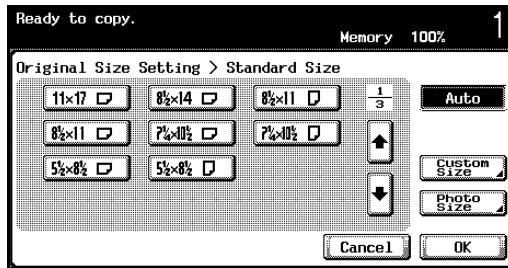 Ready to copy.
1
Memory 100%
Original Size Setting > Standard Size
11×17 8½×14 8½×11 1/3 Auto
8½×11 7¼×10½ 7¼×10½
5½×8½ 5½×8½ Custom Size
Photo Size
Cancel OK